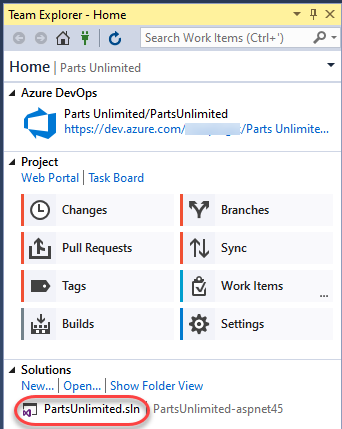 Team Explorer - Home
Search Work Items (Ctrl+')
Home | Parts Unlimited
Azure DevOps
Parts Unlimited/PartsUnlimited
https://dev.azure.com/ /Parts Unlimite...
Project
Web Portal | Task Board
Changes Branches
Pull Requests Sync
Tags Work Items ...
Builds Settings
Solutions
New... | Open... | Show Folder View
PartsUnlimited.sln | PartsUnlimited-aspnet45